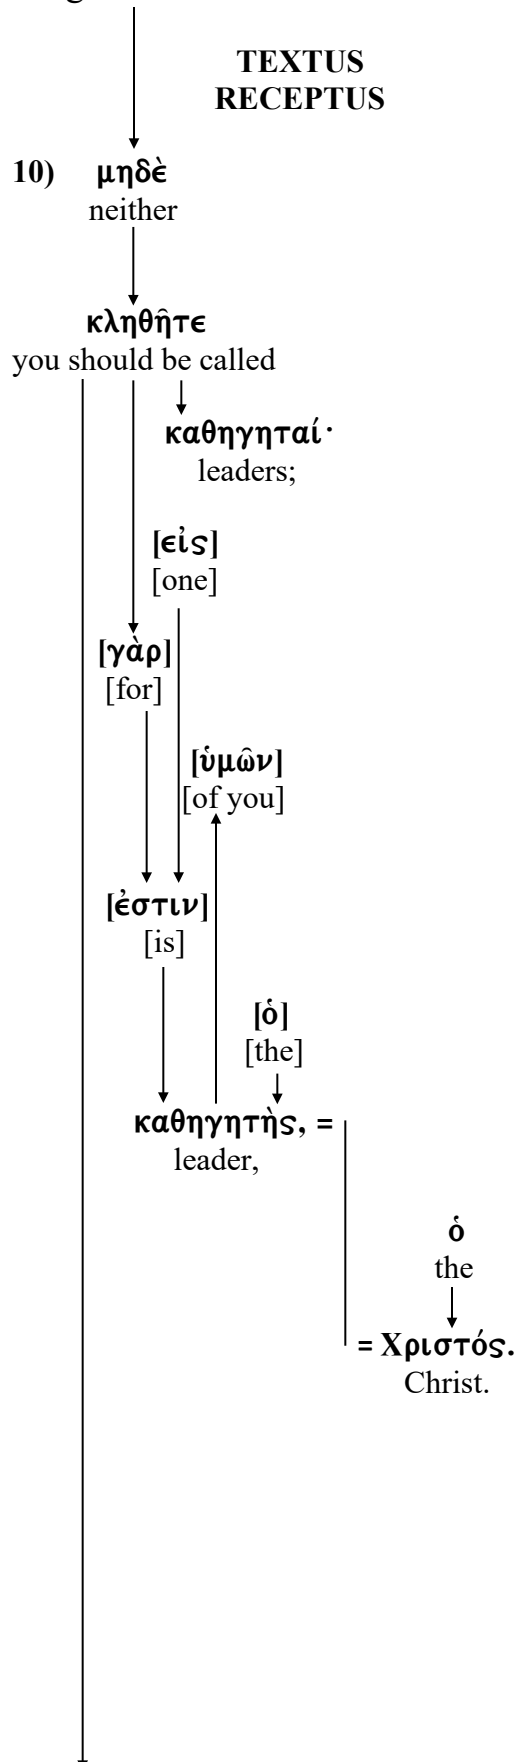 TEXTUS
RECEPTUS
10) μηδὲ
neither
κληθῆτε
you should be called
καθηγηταί·
leaders;
[εἰς]
[one]
[γὰρ]
[for]
[ὑμῶν]
[of you]
[ἐστιν]
[is]
[ὁ]
[the]
καθηγητὴς, =
leader,
ὁ
the
= Χριστός.
Christ.